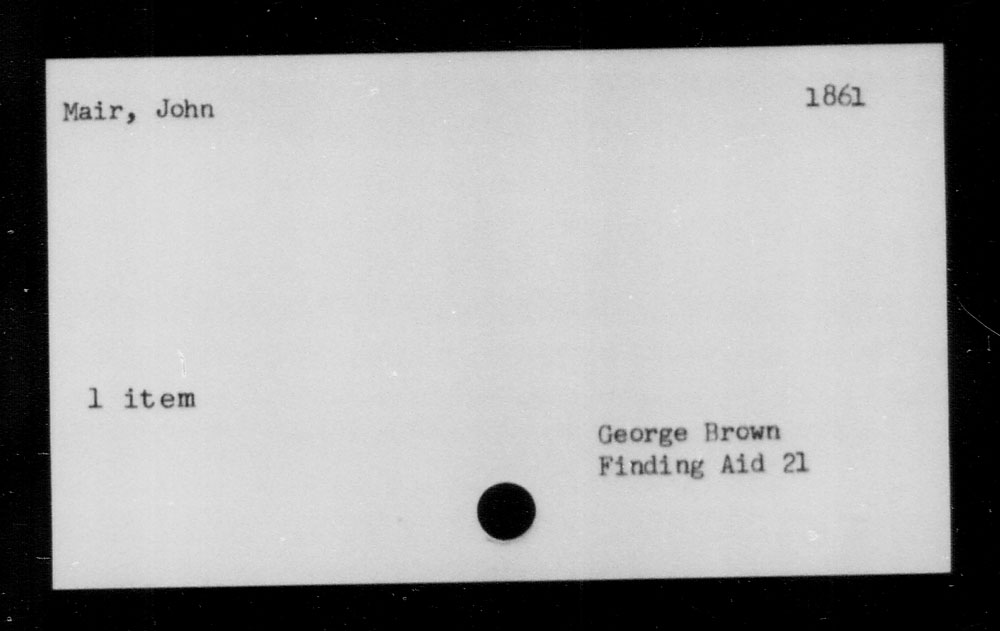 Mair, John
1861
1 item
George Brown
Finding Aid 21